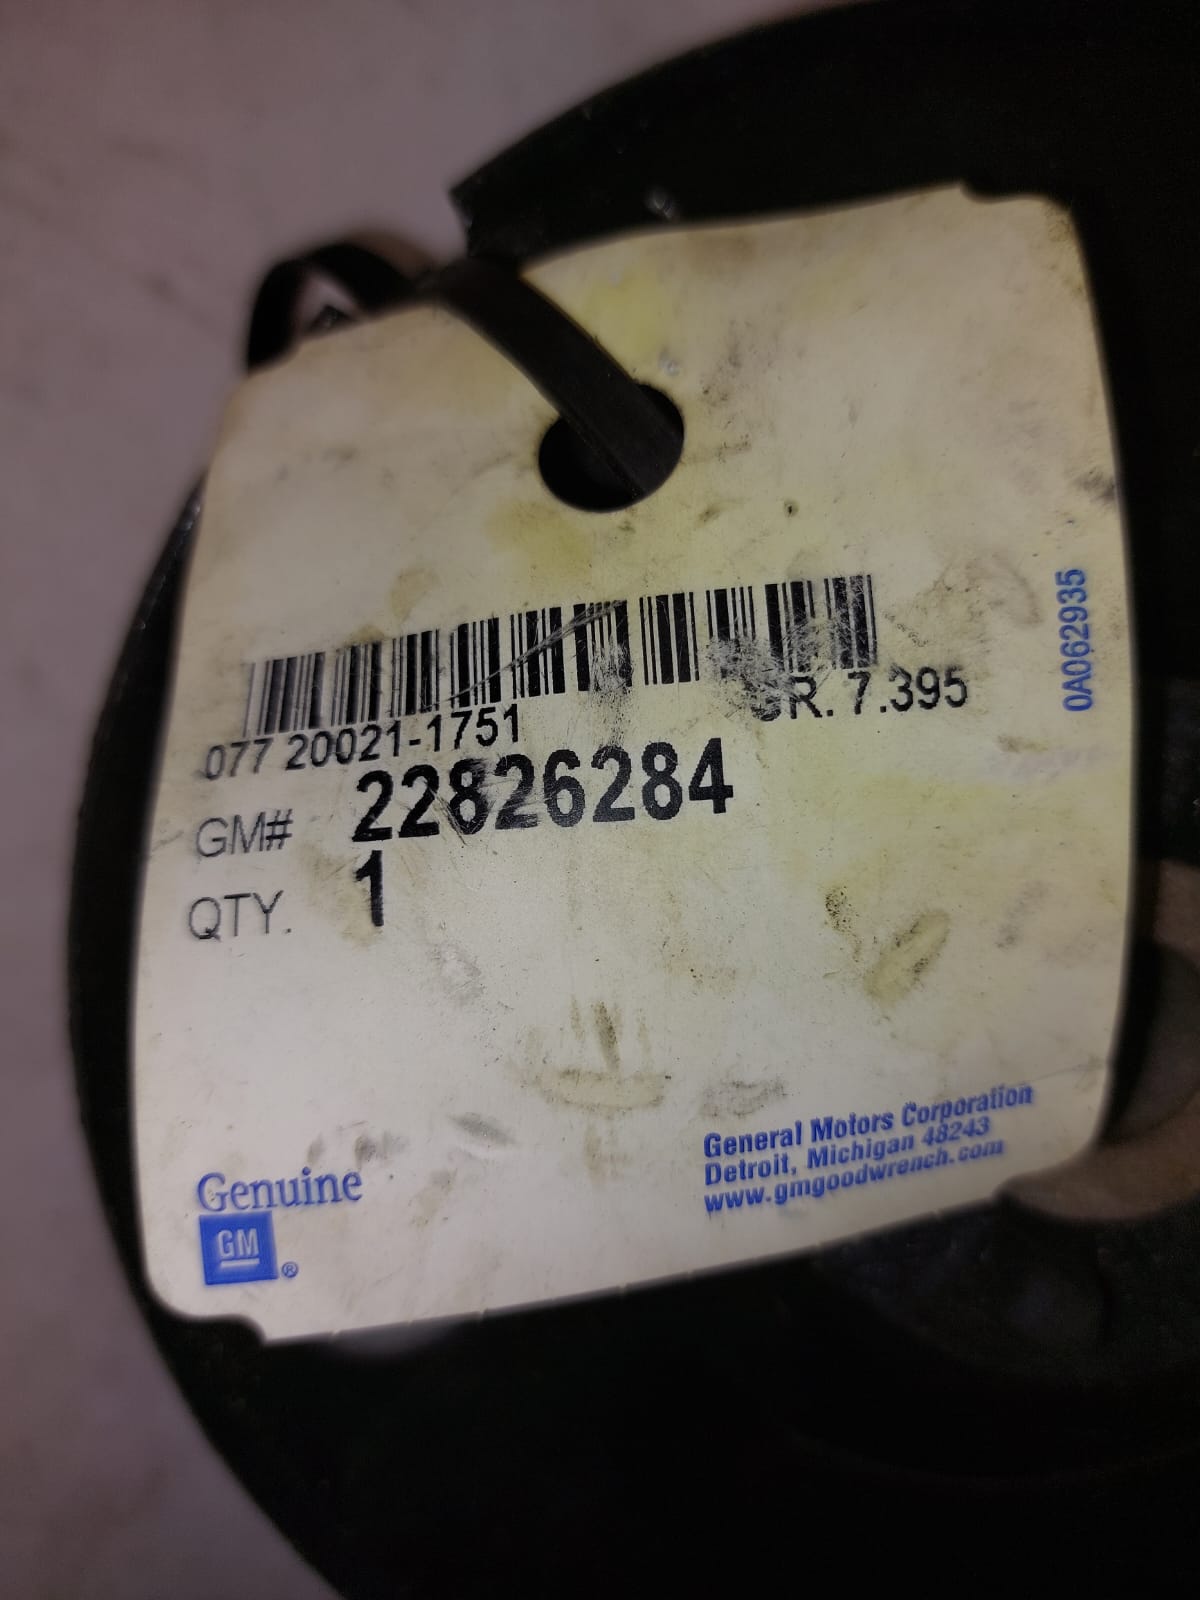 077 20021-1751
GR. 7.395
GM# 22826284
QTY. 1
0A062935
Genuine
GM
®
General Motors Corporation
Detroit, Michigan 48243
www.gmgoodwrench.com